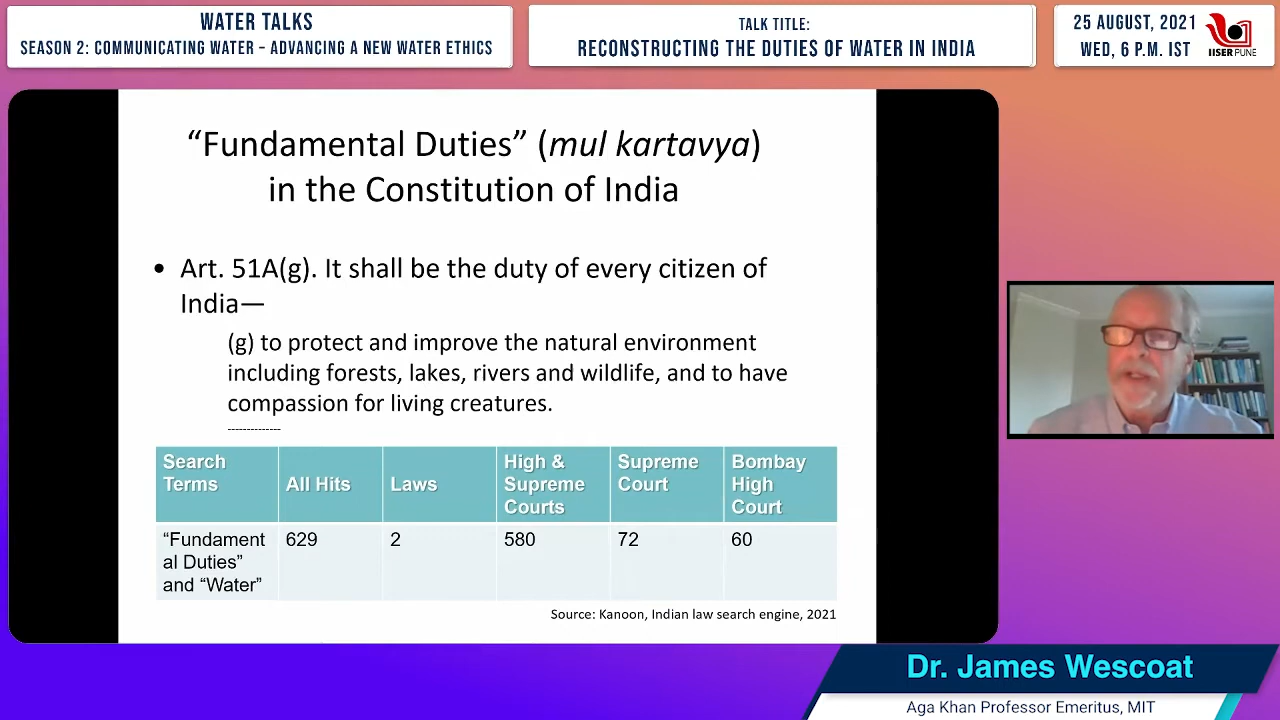 WATER TALKS
SEASON 2: COMMUNICATING WATER – ADVANCING A NEW WATER ETHICS
TALK TITLE:
RECONSTRUCTING THE DUTIES OF WATER IN INDIA
25 AUGUST, 2021
WED, 6 P.M. IST
IISER PUNE
“Fundamental Duties” (mul kartavya)
in the Constitution of India
• Art. 51A(g). It shall be the duty of every citizen of
India—
(g) to protect and improve the natural environment
including forests, lakes, rivers and wildlife, and to have
compassion for living creatures.
--------------
Search Terms | All Hits | Laws | High & Supreme Courts | Supreme Court | Bombay High Court
“Fundament al Duties” and “Water” | 629 | 2 | 580 | 72 | 60
Source: Kanoon, Indian law search engine, 2021
Dr. James Wescoat
Aga Khan Professor Emeritus, MIT